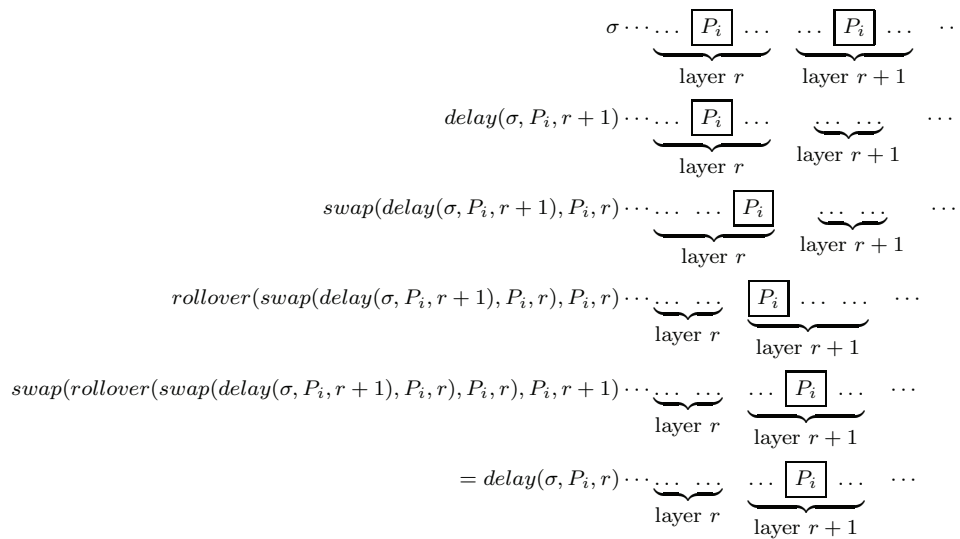 σ ··· ... P_i ... ... P_i ... ··
layer r layer r + 1
delay(σ, P_i, r + 1) ··· ... P_i ... ... ... ···
layer r layer r + 1
swap(delay(σ, P_i, r + 1), P_i, r) ··· ... ... P_i ... ... ···
layer r layer r + 1
rollover(swap(delay(σ, P_i, r + 1), P_i, r), P_i, r) ··· ... ... P_i ... ... ···
layer r layer r + 1
swap(rollover(swap(delay(σ, P_i, r + 1), P_i, r), P_i, r), P_i, r + 1) ··· ... ... ... P_i ... ···
layer r layer r + 1
= delay(σ, P_i, r) ··· ... ... ... P_i ... ···
layer r layer r + 1